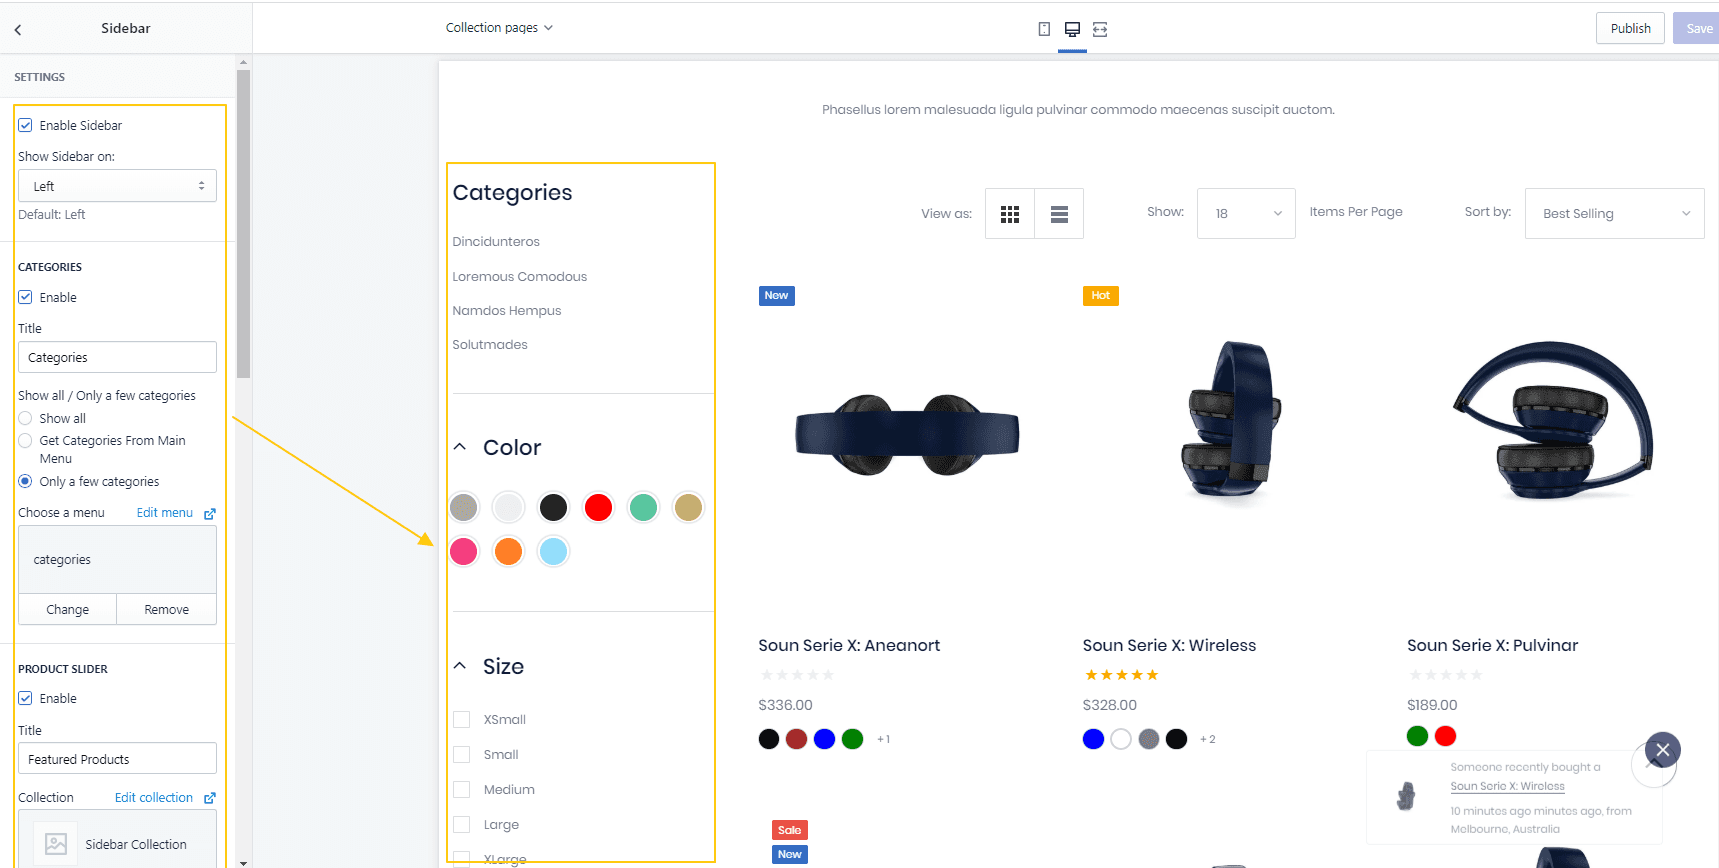 Sidebar
Collection pages
Publish
Save
SETTINGS
Enable Sidebar
Show Sidebar on:
Left
Default: Left
CATEGORIES
Enable
Title
Categories
Show all / Only a few categories
Show all
Get Categories From Main
Menu
Only a few categories
Choose a menu Edit menu
categories
Change Remove
PRODUCT SLIDER
Enable
Title
Featured Products
Collection Edit collection
Sidebar Collection
Phasellus lorem malesuada ligula pulvinar commodo maecenas suscipit auctom.
Categories
Dincidunteros
Loremous Comodous
Namdos Hempus
Solutmades
Color
Size
XSmall
Small
Medium
Large
XLarge
View as: Show: 18 Items Per Page Sort by: Best Selling
New
Hot
Soun Serie X: Aneanort
$336.00
+1
Soun Serie X: Wireless
$328.00
+2
Soun Serie X: Pulvinar
$189.00
Sale
New
Someone recently bought a
Soun Serie X: Wireless
10 minutes ago minutes ago, from
Melbourne, Australia